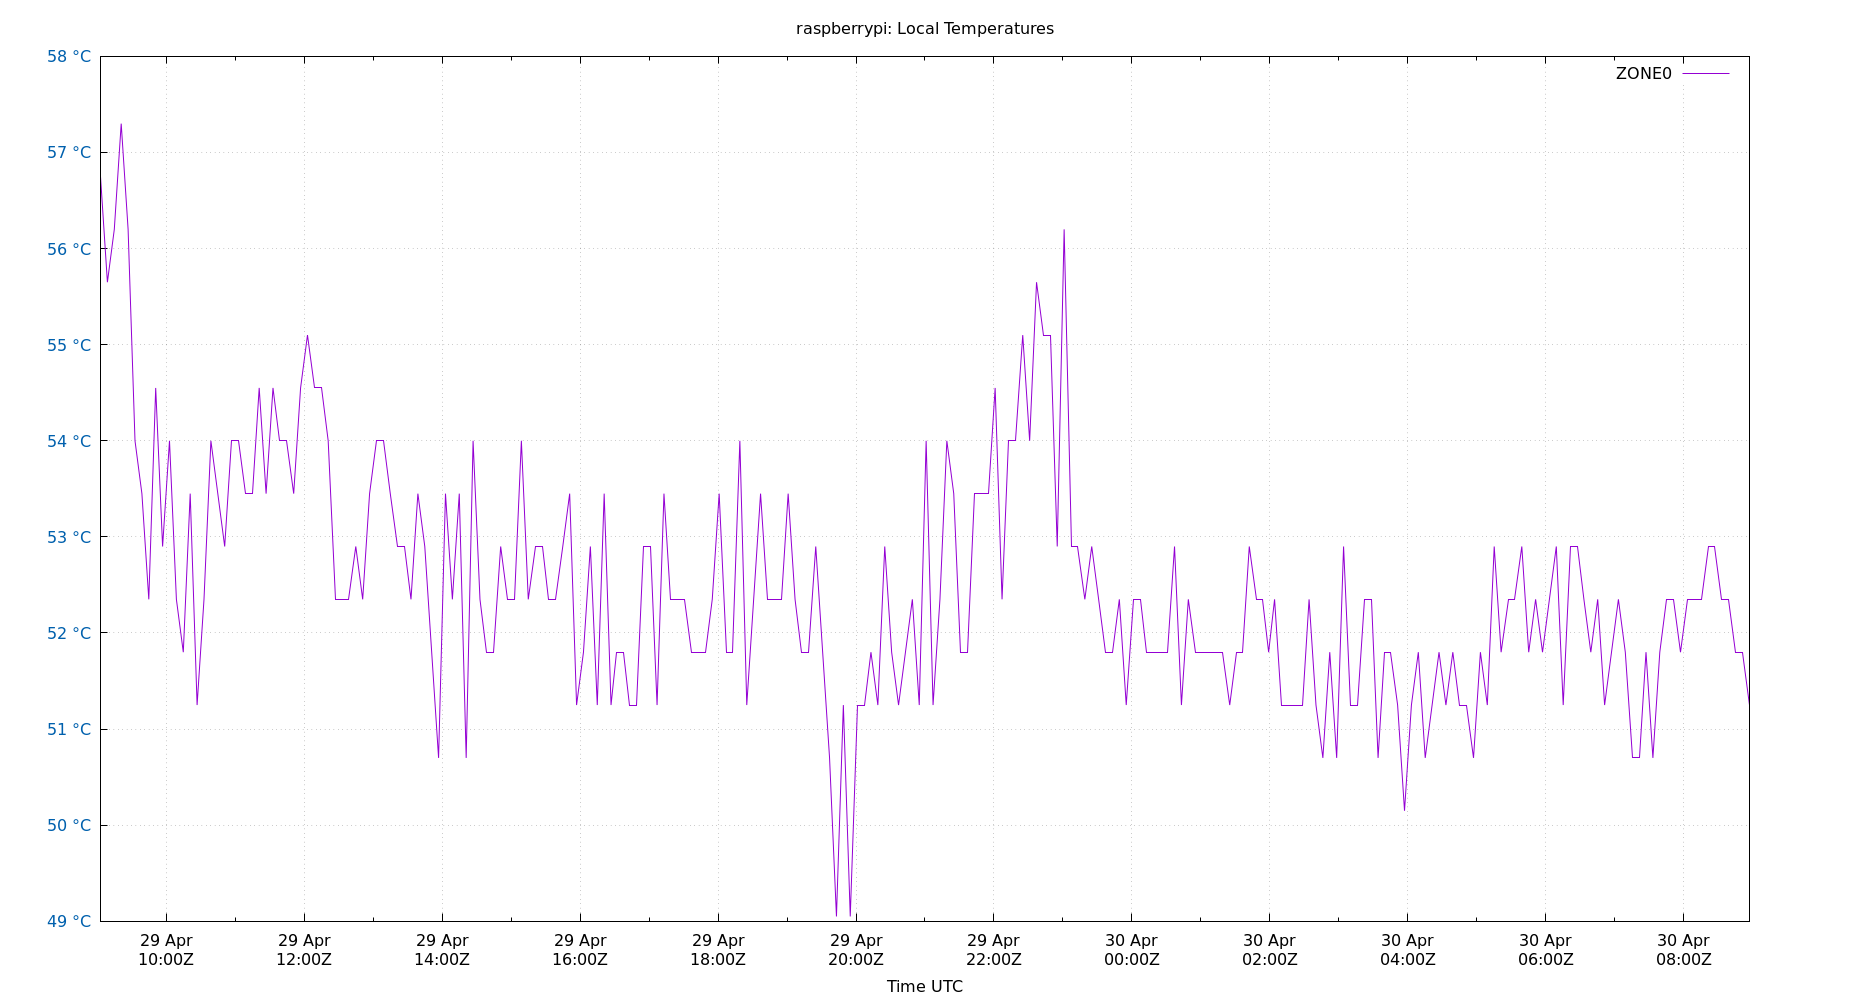 raspberrypi: Local Temperatures
58 °C
ZONE0
57 °C
56 °C
55 °C
54 °C
53 °C
52 °C
51 °C
50 °C
49 °C
29 Apr 29 Apr 29 Apr 29 Apr 29 Apr 29 Apr 29 Apr 30 Apr 30 Apr 30 Apr 30 Apr 30 Apr
10:00Z 12:00Z 14:00Z 16:00Z 18:00Z 20:00Z 22:00Z 00:00Z 02:00Z 04:00Z 06:00Z 08:00Z
Time UTC